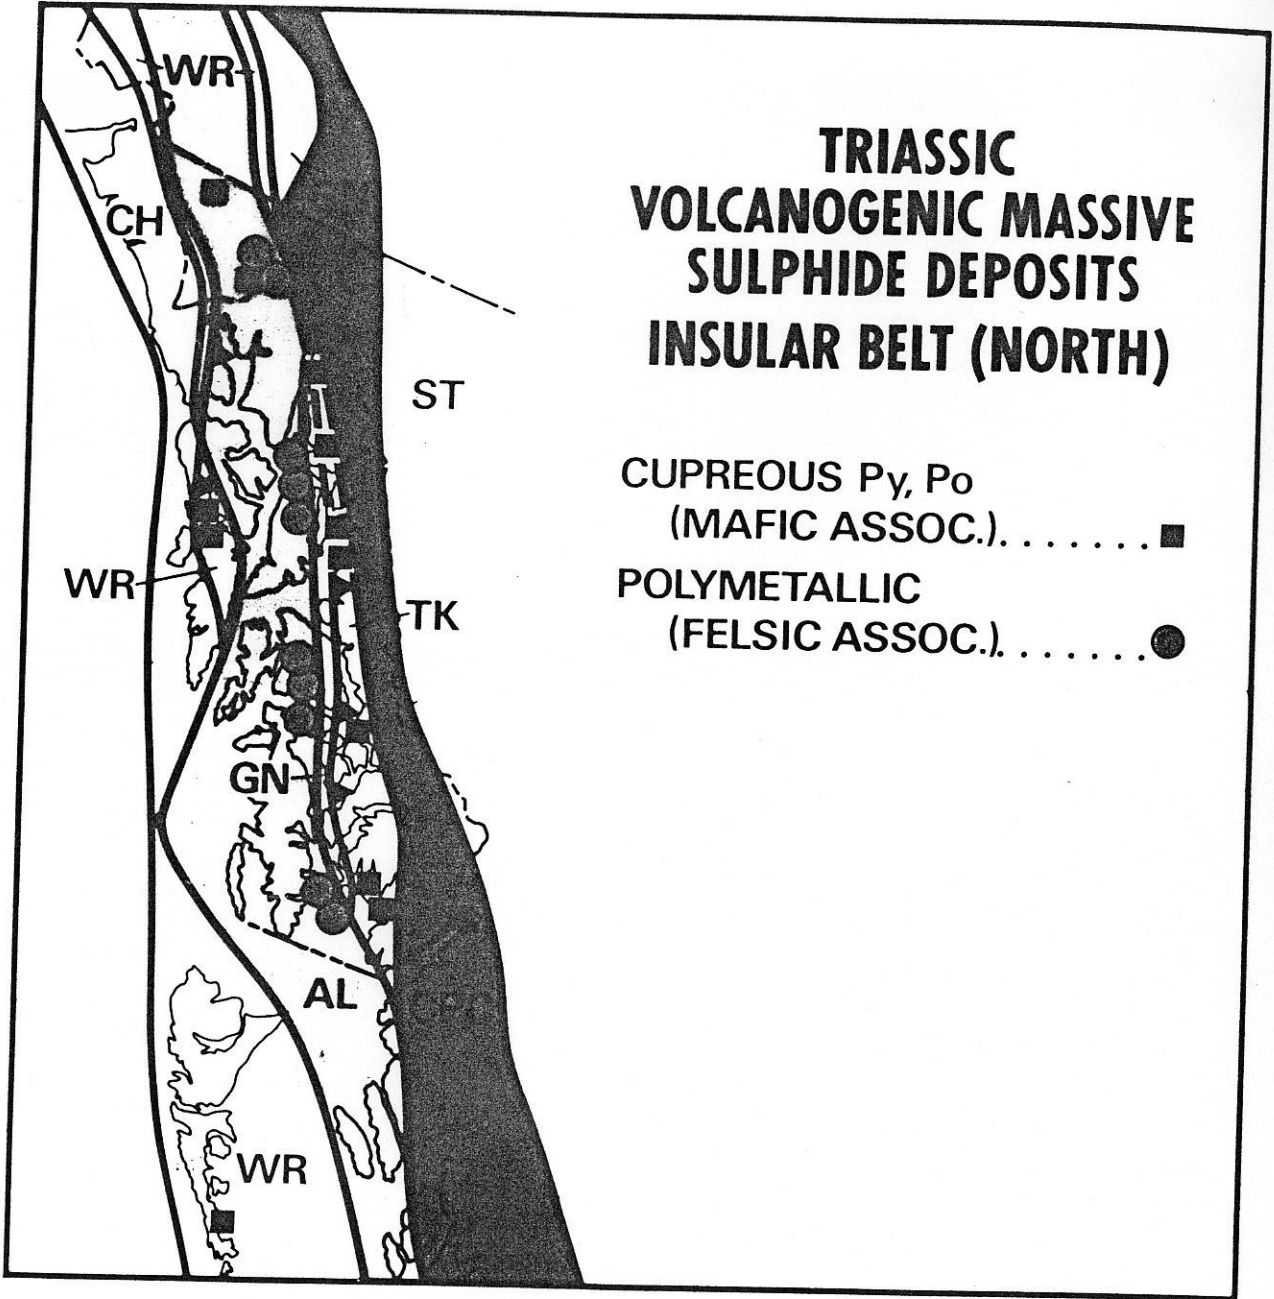 TRIASSIC
VOLCANOGENIC MASSIVE
SULPHIDE DEPOSITS
INSULAR BELT (NORTH)
CUPREOUS Py, Po
(MAFIC ASSOC.).......
POLYMETALLIC
(FELSIC ASSOC.).......
WR
CH
ST
WR
TK
GN
AL
WR